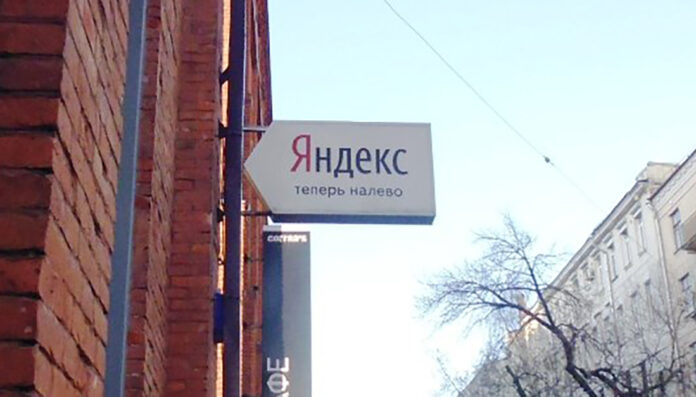 Яндекс
теперь налево